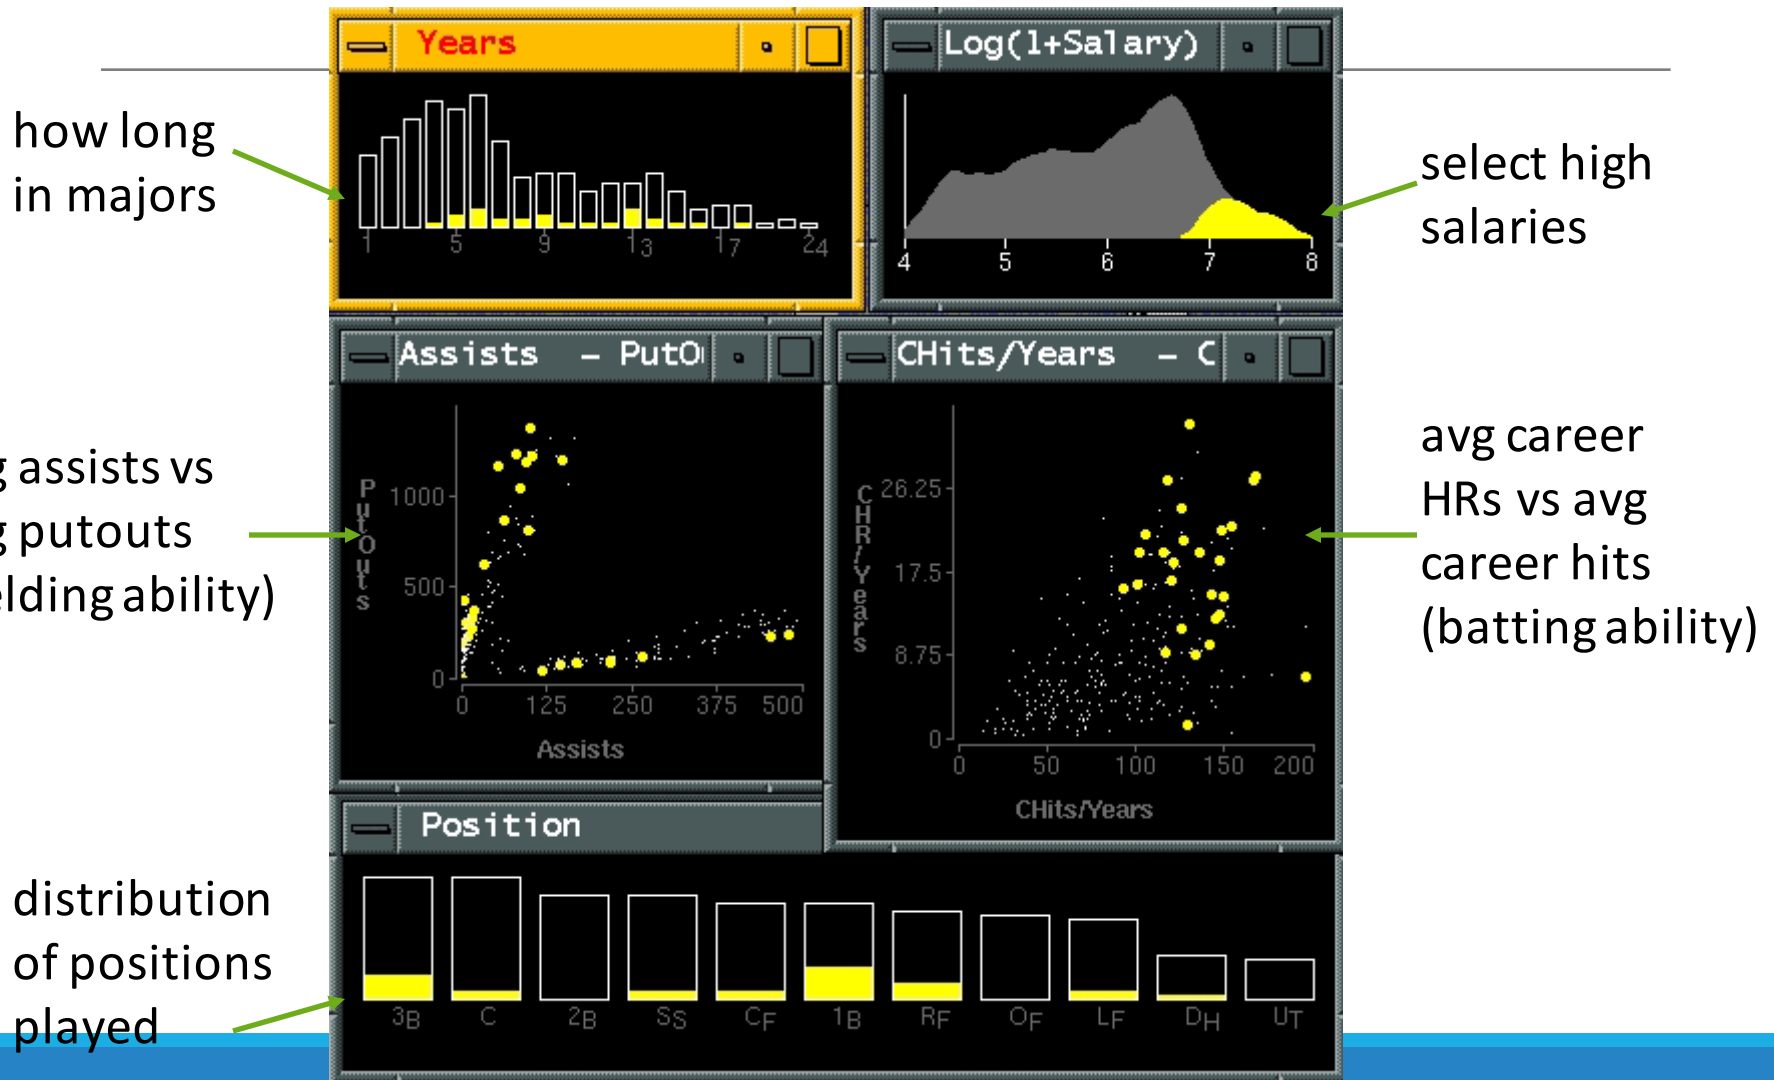 Years
Log(1+Salary)
how long
in majors
1 5 9 13 17 24
4 5 6 7 8
select high
salaries
Assists - PutO
CHits/Years - C
assists vs
putouts
elding ability)
PutOuts
1000
500
0
0 125 250 375 500
Assists
CHR/Years
26.25
17.5
8.75
0
0 50 100 150 200
CHits/Years
avg career
HRs vs avg
career hits
(batting ability)
Position
distribution
of positions
played
3B C 2B SS CF 1B RF OF LF DH UT